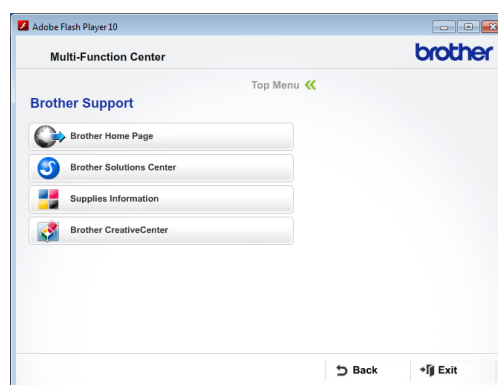 Adobe Flash Player 10
Multi-Function Center
brother
Top Menu
Brother Support
Brother Home Page
Brother Solutions Center
Supplies Information
Brother CreativeCenter
Back
Exit